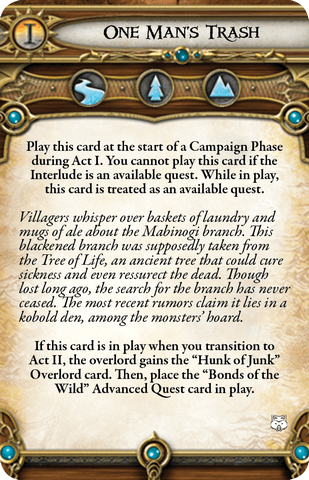 I
One Man's Trash
Play this card at the start of a Campaign Phase
during Act I. You cannot play this card if the
Interlude is an available quest. While in play,
this card is treated as an available quest.
Villagers whisper over baskets of laundry and
mugs of ale about the Mabinogi branch. This
blackened branch was supposedly taken from
the Tree of Life, an ancient tree that could cure
sickness and even ressurect the dead. Though
lost long ago, the search for the branch has never
ceased. The most recent rumors claim it lies in a
kobold den, among the monsters' hoard.
If this card is in play when you transition to
Act II, the overlord gains the “Hunk of Junk”
Overlord card. Then, place the “Bonds of the
Wild” Advanced Quest card in play.